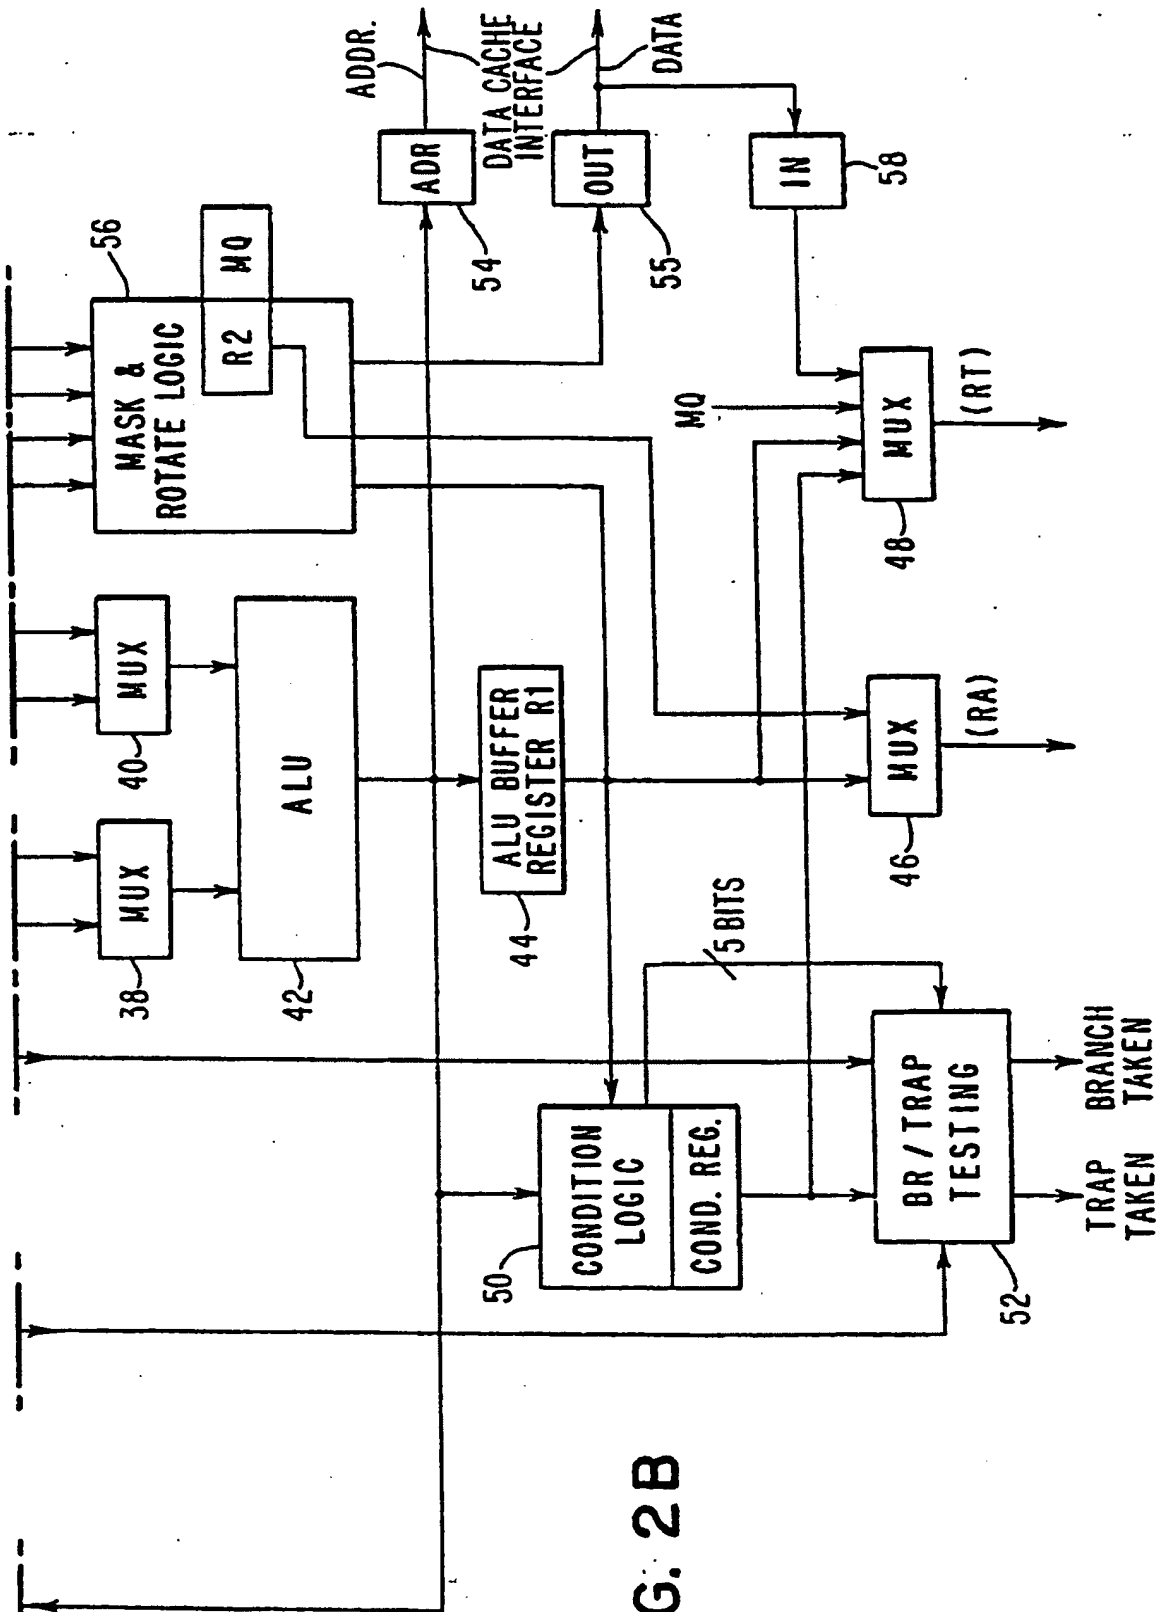 ADDR.
DATA CACHE
INTERFACE
DATA
ADR
54
OUT
55
IN
58
56
MASK &
ROTATE LOGIC
R2
MQ
MUX
40
MUX
38
ALU
42
ALU BUFFER
REGISTER R1
44
MQ
MUX
48
(RT)
MUX
46
(RA)
5 BITS
CONDITION
LOGIC
COND. REG.
50
BR/TRAP
TESTING
52
TRAP
TAKEN
BRANCH
TAKEN
G. 2B